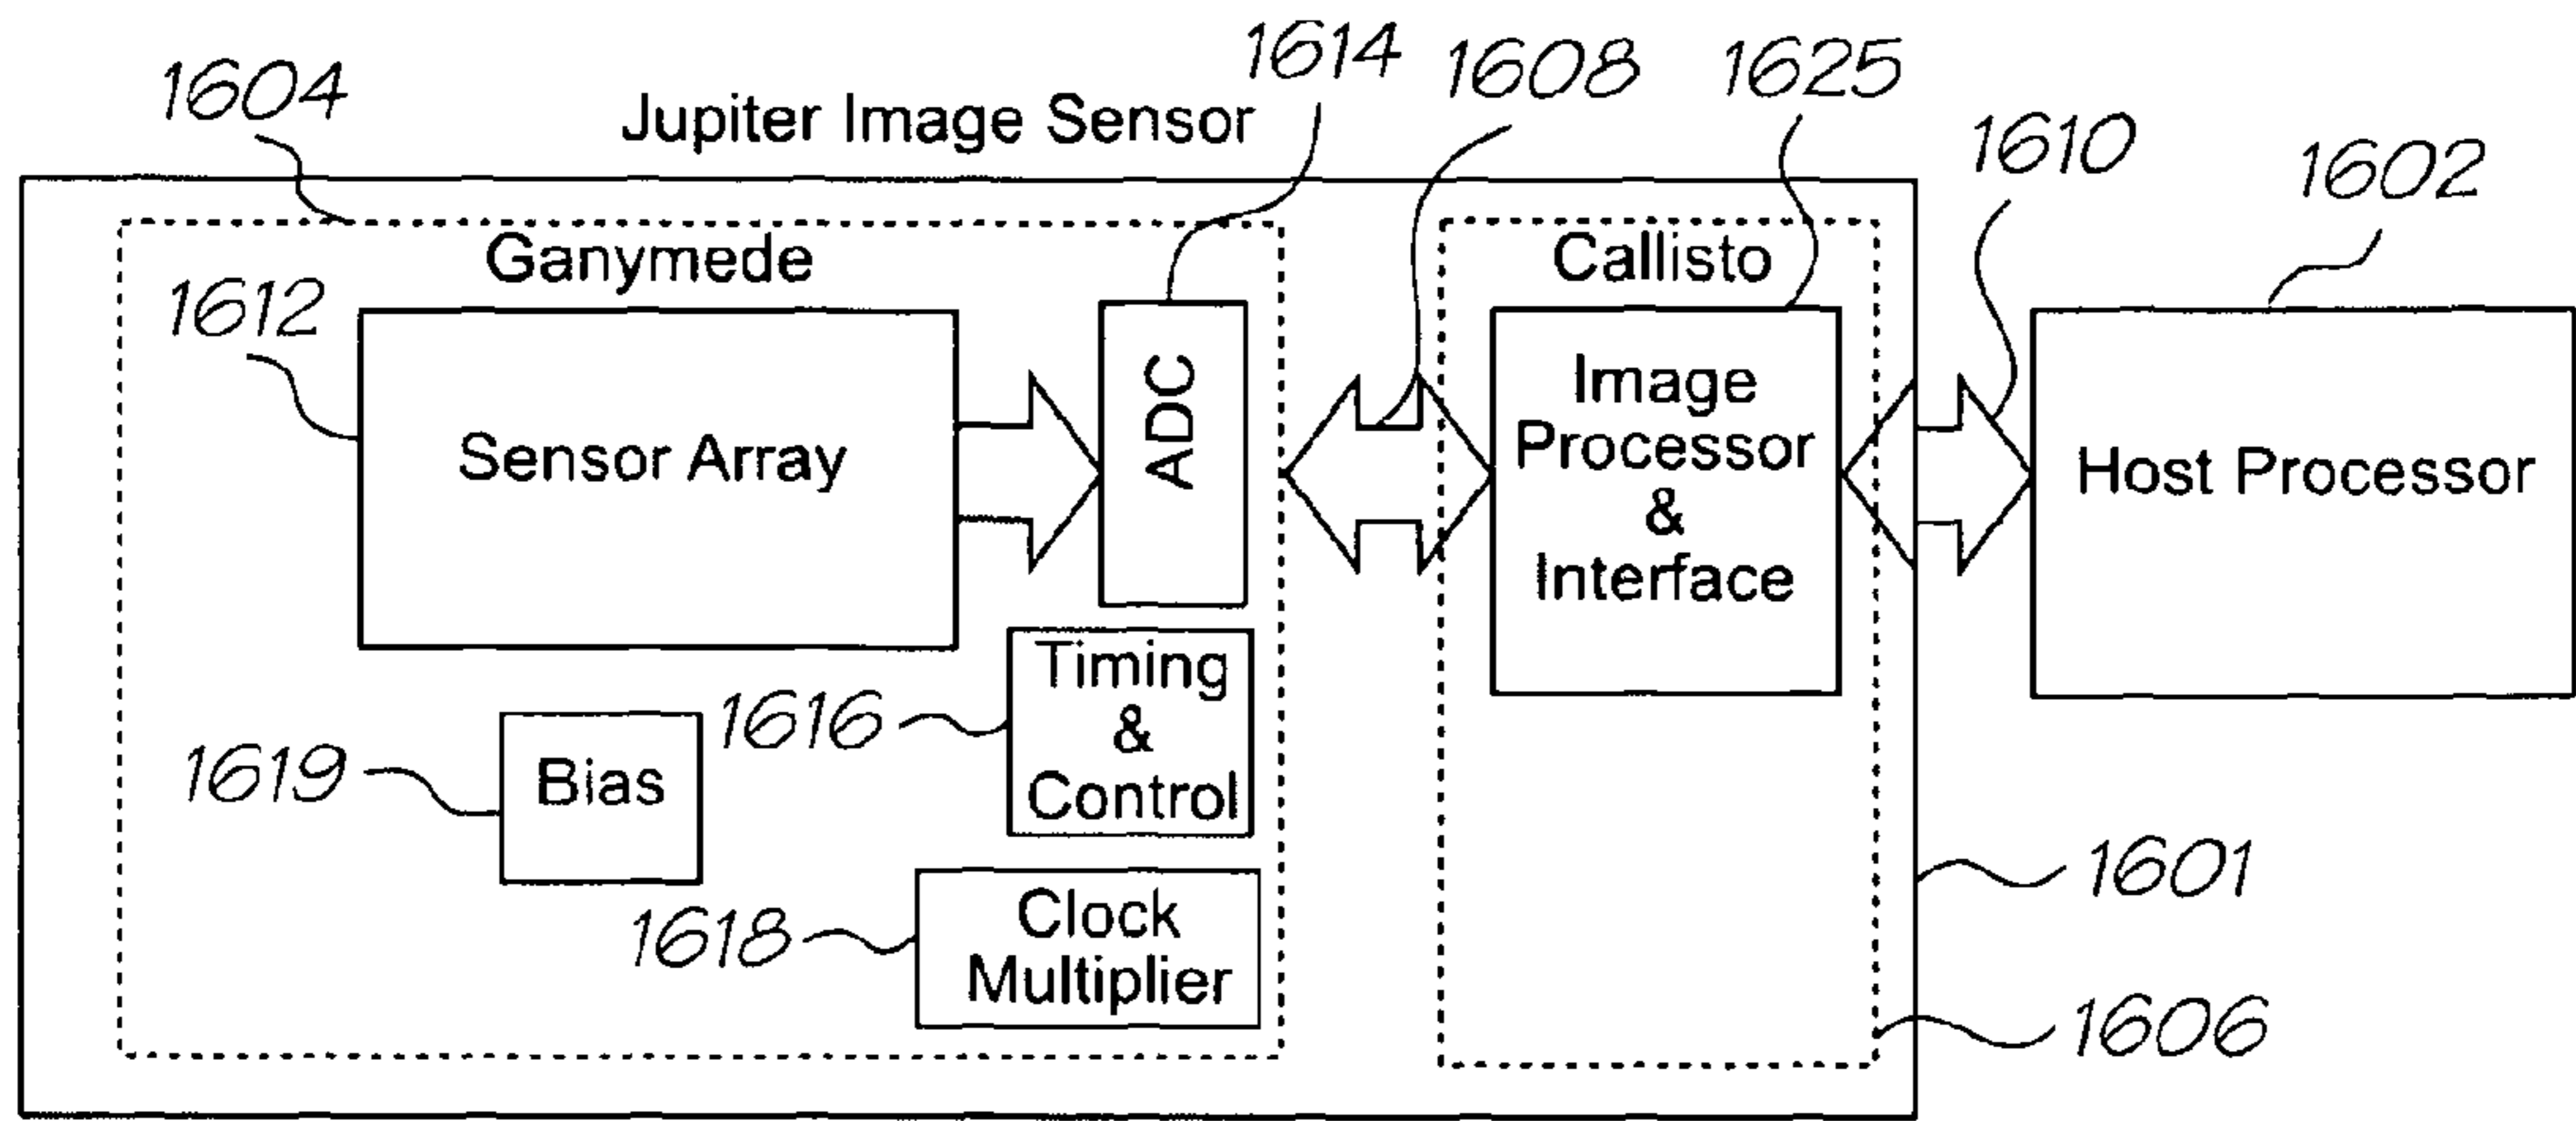 1614
1608
1625
1604
Jupiter Image Sensor
1610
1602
Ganymede
Callisto
1612
Sensor Array
ADC
Image
Processor
&
Interface
Host Processor
Timing
&
Control
1616
Bias
1619
Clock
Multiplier
1618
1601
1606